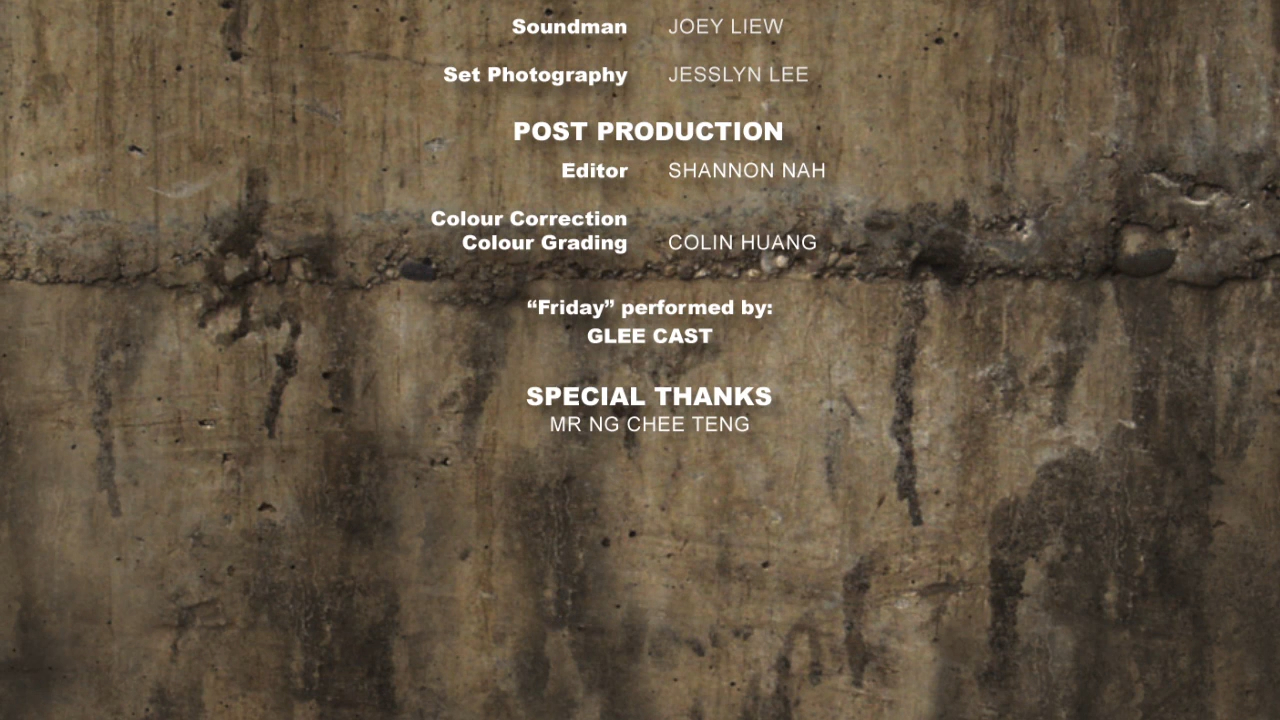 Soundman JOEY LIEW
Set Photography JESSLYN LEE
POST PRODUCTION
Editor SHANNON NAH
Colour Correction
Colour Grading COLIN HUANG
“Friday” performed by:
GLEE CAST
SPECIAL THANKS
MR NG CHEE TENG